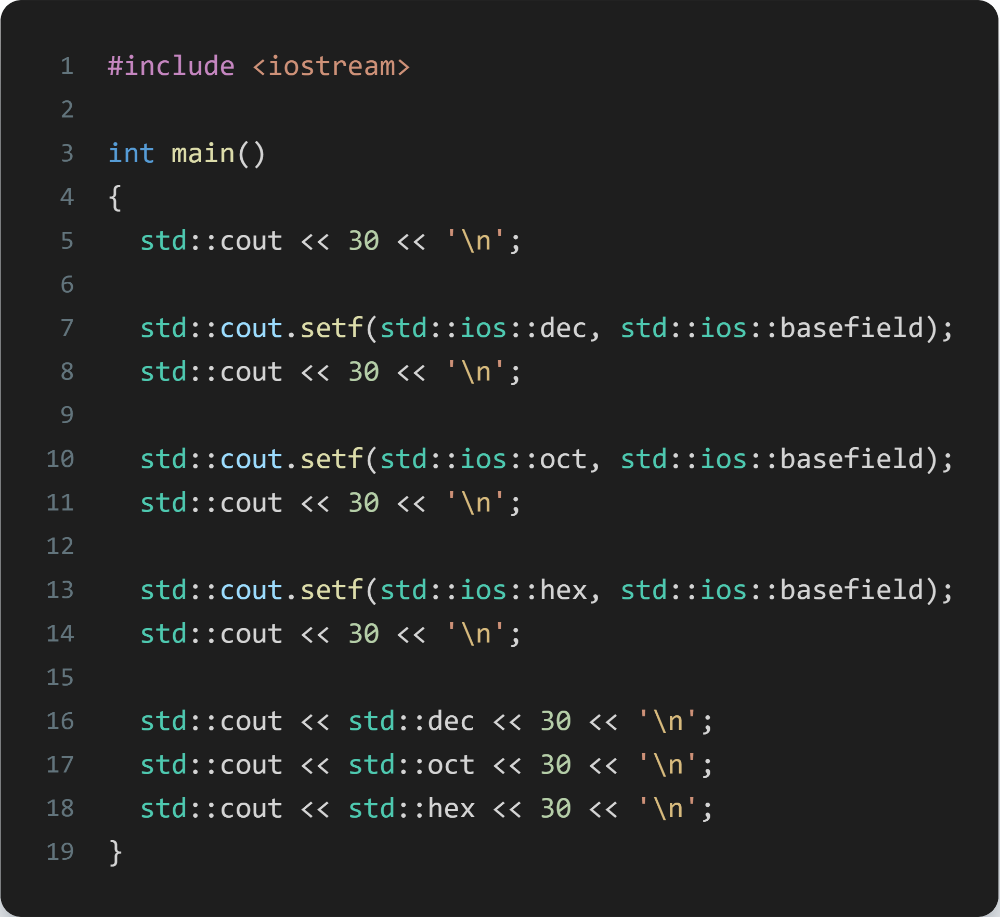 1 #include <iostream>
2
3 int main()
4 {
5   std::cout << 30 << '\n';
6
7   std::cout.setf(std::ios::dec, std::ios::basefield);
8   std::cout << 30 << '\n';
9
10   std::cout.setf(std::ios::oct, std::ios::basefield);
11   std::cout << 30 << '\n';
12
13   std::cout.setf(std::ios::hex, std::ios::basefield);
14   std::cout << 30 << '\n';
15
16   std::cout << std::dec << 30 << '\n';
17   std::cout << std::oct << 30 << '\n';
18   std::cout << std::hex << 30 << '\n';
19 }